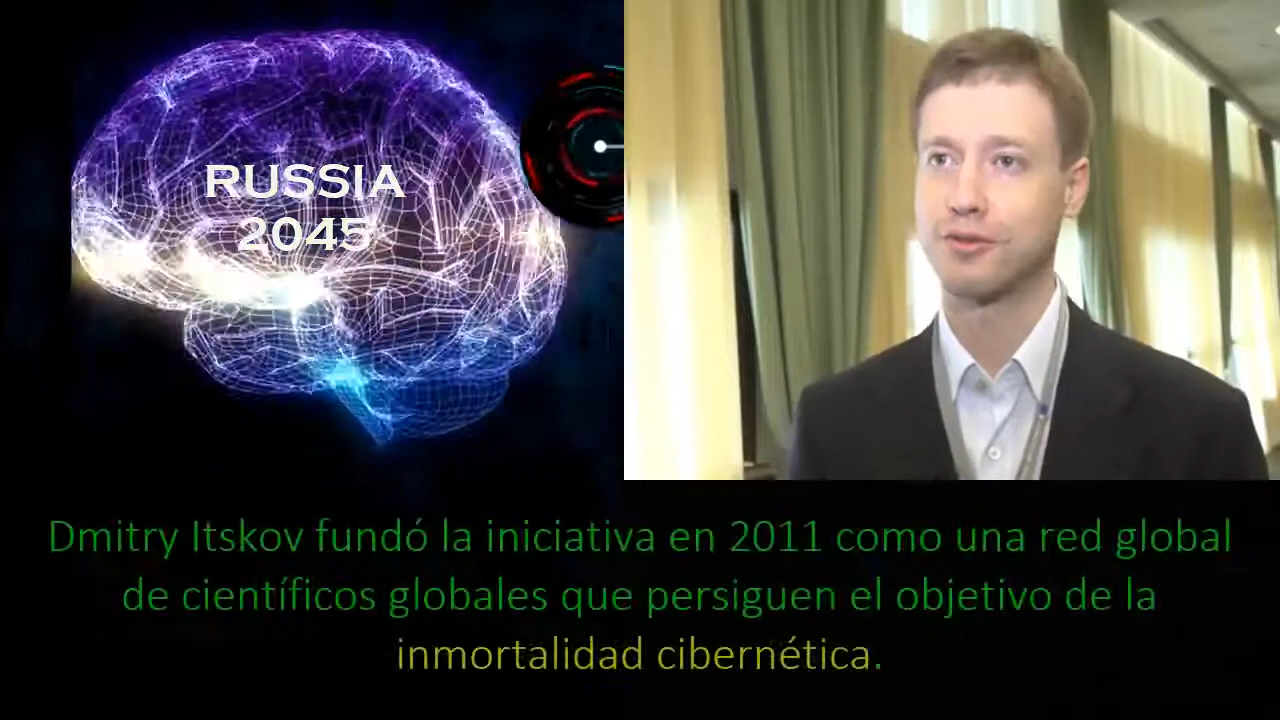 RUSSIA
2045
Dmitry Itskov fundó la iniciativa en 2011 como una red global
de científicos globales que persiguen el objetivo de la
inmortalidad cibernética.